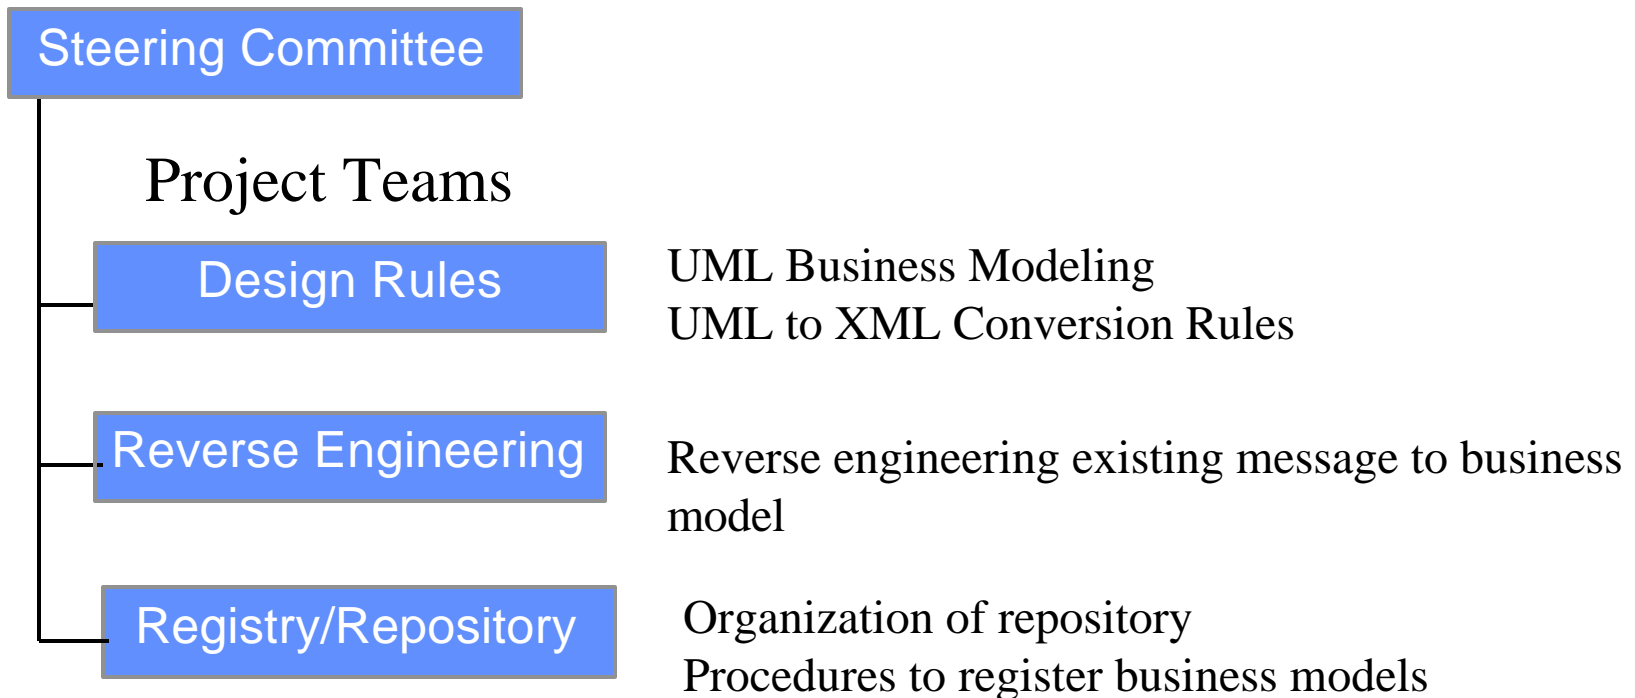 Steering Committee
Project Teams
Design Rules
UML Business Modeling
UML to XML Conversion Rules
Reverse Engineering
Reverse engineering existing message to business
model
Registry/Repository
Organization of repository
Procedures to register business models